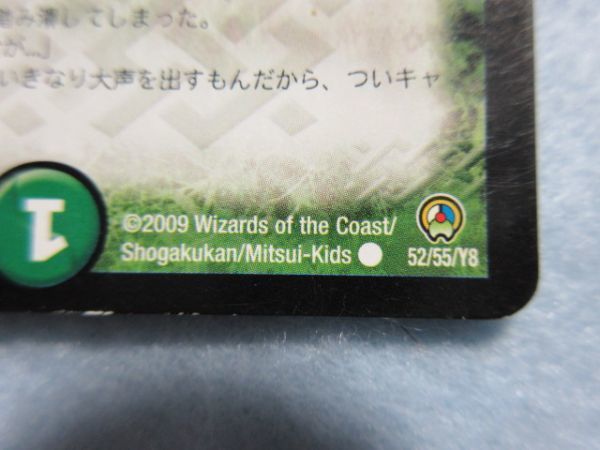 み潰してしまった。
が…」
いきなり大声を出すもんだから、ついキャ
1
©2009 Wizards of the Coast/
Shogakukan/Mitsui-Kids
52/55/Y8